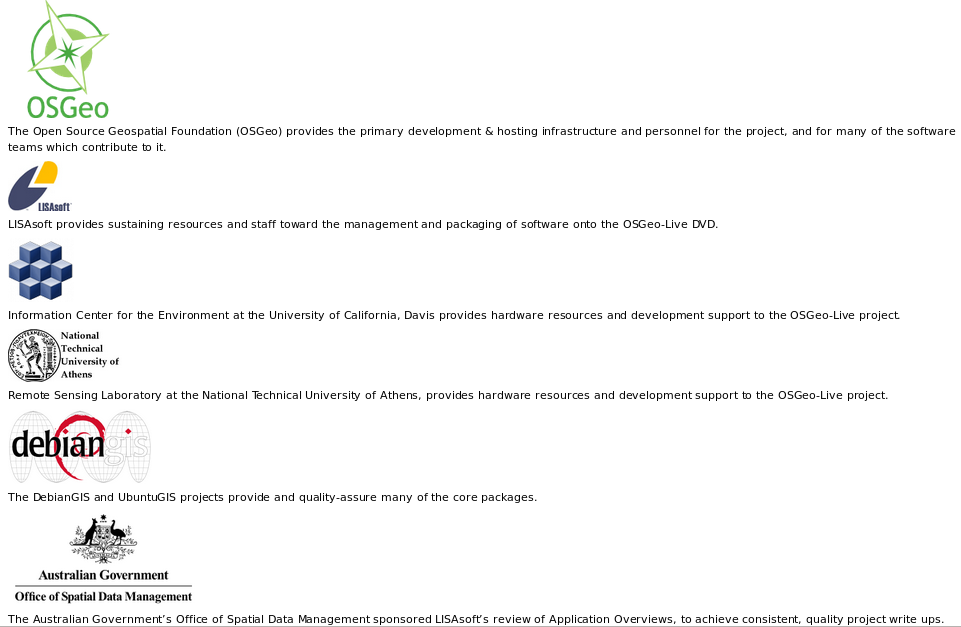 OSGeo
The Open Source Geospatial Foundation (OSGeo) provides the primary development & hosting infrastructure and personnel for the project, and for many of the software
teams which contribute to it.
LISAsoft
LISAsoft provides sustaining resources and staff toward the management and packaging of software onto the OSGeo-Live DVD.
Information Center for the Environment at the University of California, Davis provides hardware resources and development support to the OSGeo-Live project.
National
Technical
University of
Athens
Remote Sensing Laboratory at the National Technical University of Athens, provides hardware resources and development support to the OSGeo-Live project.
debian gis
The DebianGIS and UbuntuGIS projects provide and quality-assure many of the core packages.
Australian Government
Office of Spatial Data Management
The Australian Government’s Office of Spatial Data Management sponsored LISAsoft’s review of Application Overviews, to achieve consistent, quality project write ups.